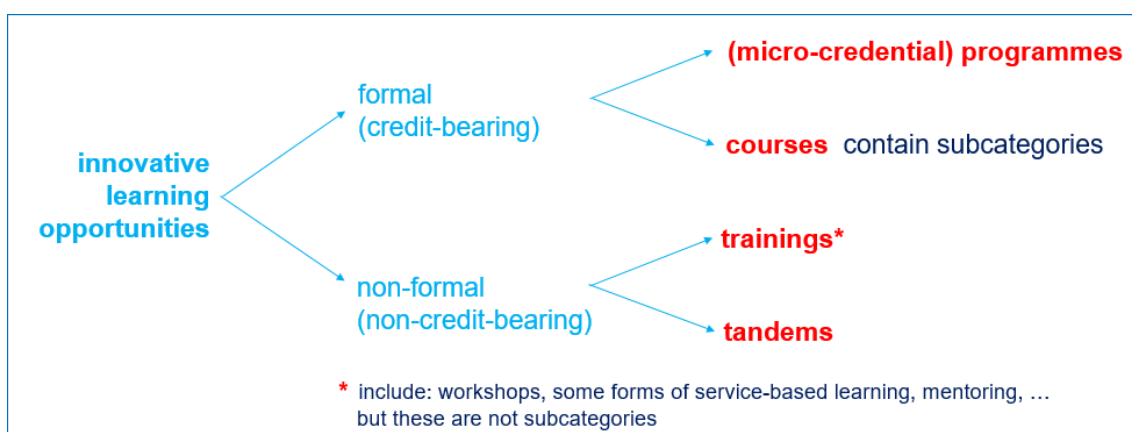 (micro-credential) programmes
formal
(credit-bearing)
courses contain subcategories
innovative
learning
opportunities
trainings*
non-formal
(non-credit-bearing)
tandems
* include: workshops, some forms of service-based learning, mentoring, …
but these are not subcategories